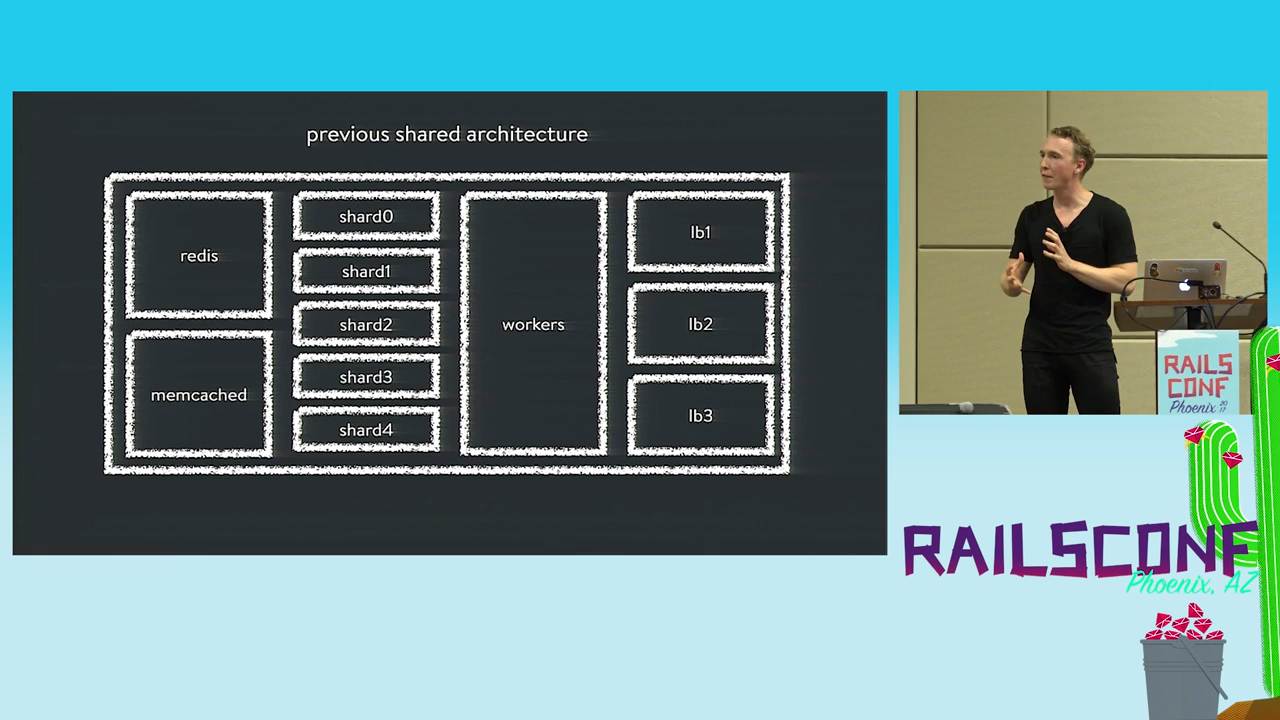 previous shared architecture
redis
memcached
shard0
shard1
shard2
shard3
shard4
workers
lb1
lb2
lb3
RAILS
CONF
Phoenix 2017
RAILSCONF
Phoenix, AZ